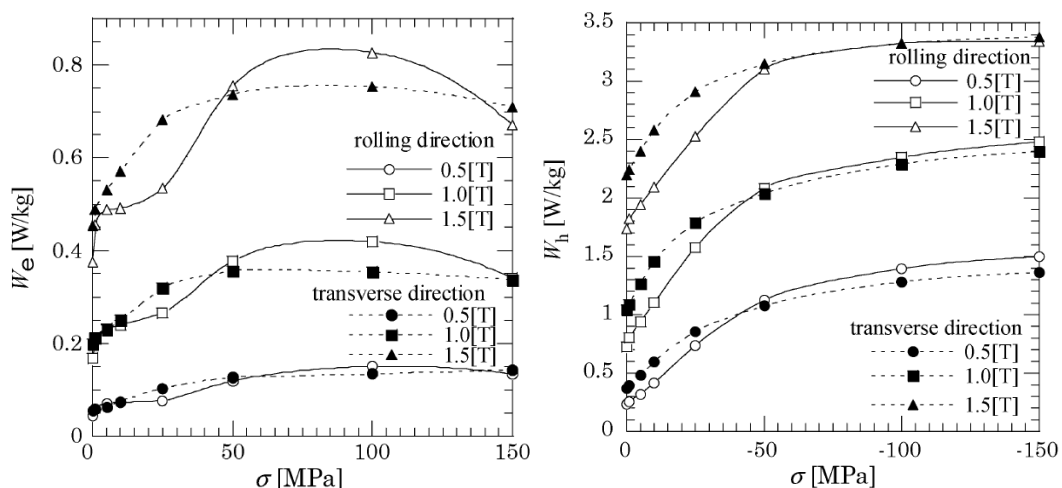 0.8
0.6
0.4
0.2
0
W_e [W/kg]
rolling direction
0.5[T]
1.0[T]
1.5[T]
transverse direction
0.5[T]
1.0[T]
1.5[T]
0 50 100 150
σ [MPa]
3.5
3
2.5
2
1.5
1
0.5
0
W_h [W/kg]
rolling direction
0.5[T]
1.0[T]
1.5[T]
transverse direction
0.5[T]
1.0[T]
1.5[T]
0 -50 -100 -150
σ [MPa]